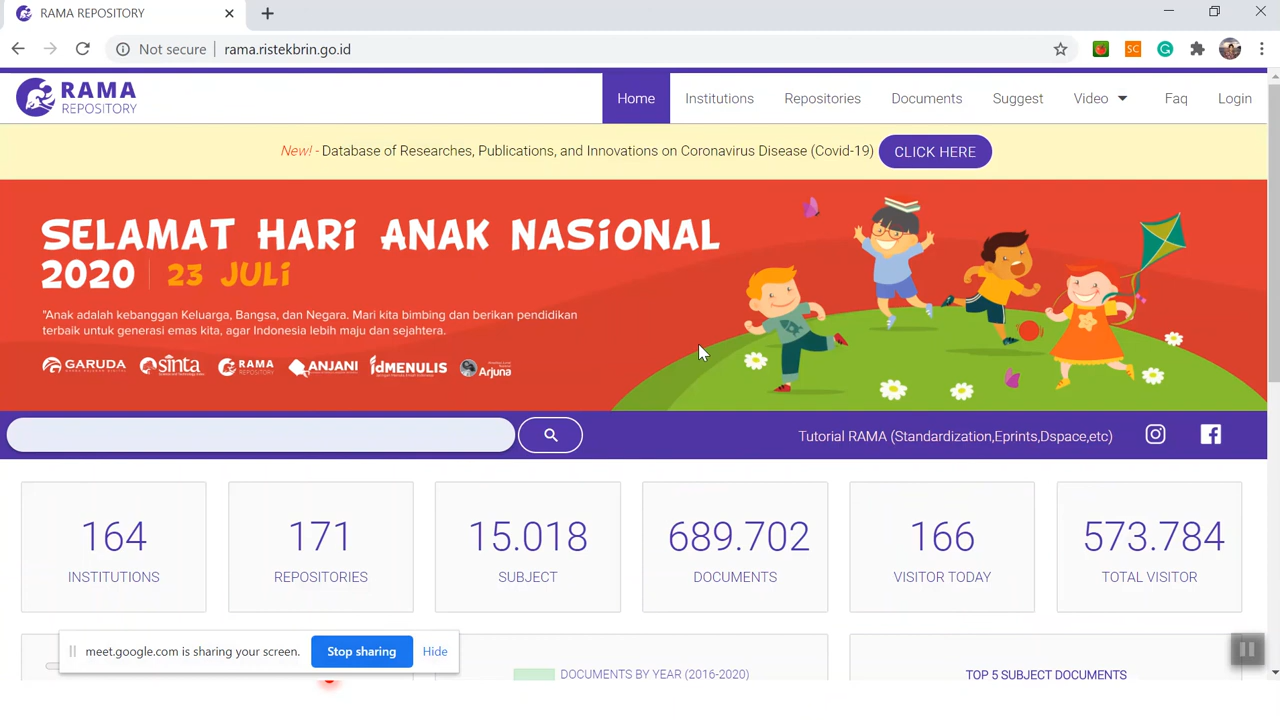 RAMA REPOSITORY
Not secure
rama.ristekbrin.go.id
SC
RAMA
REPOSITORY
Home
Institutions
Repositories
Documents
Suggest
Video
Faq
Login
New! - Database of Researches, Publications, and Innovations on Coronavirus Disease (Covid-19)
CLICK HERE
SELAMAT HARI ANAK NASIONAL
2020 | 23 JULI
"Anak adalah kebanggan Keluarga, Bangsa, dan Negara. Mari kita bimbing dan berikan pendidikan
terbaik untuk generasi emas kita, agar Indonesia lebih maju dan sejahtera.
GARUDA
sinta
RAMA
REPOSITORY
ANJANI
idMENULIS
Arjuna
Tutorial RAMA (Standardization,Eprints,Dspace,etc)
164
INSTITUTIONS
171
REPOSITORIES
15.018
SUBJECT
689.702
DOCUMENTS
166
VISITOR TODAY
573.784
TOTAL VISITOR
meet.google.com is sharing your screen.
Stop sharing
Hide
DOCUMENTS BY YEAR (2016-2020)
TOP 5 SUBJECT DOCUMENTS